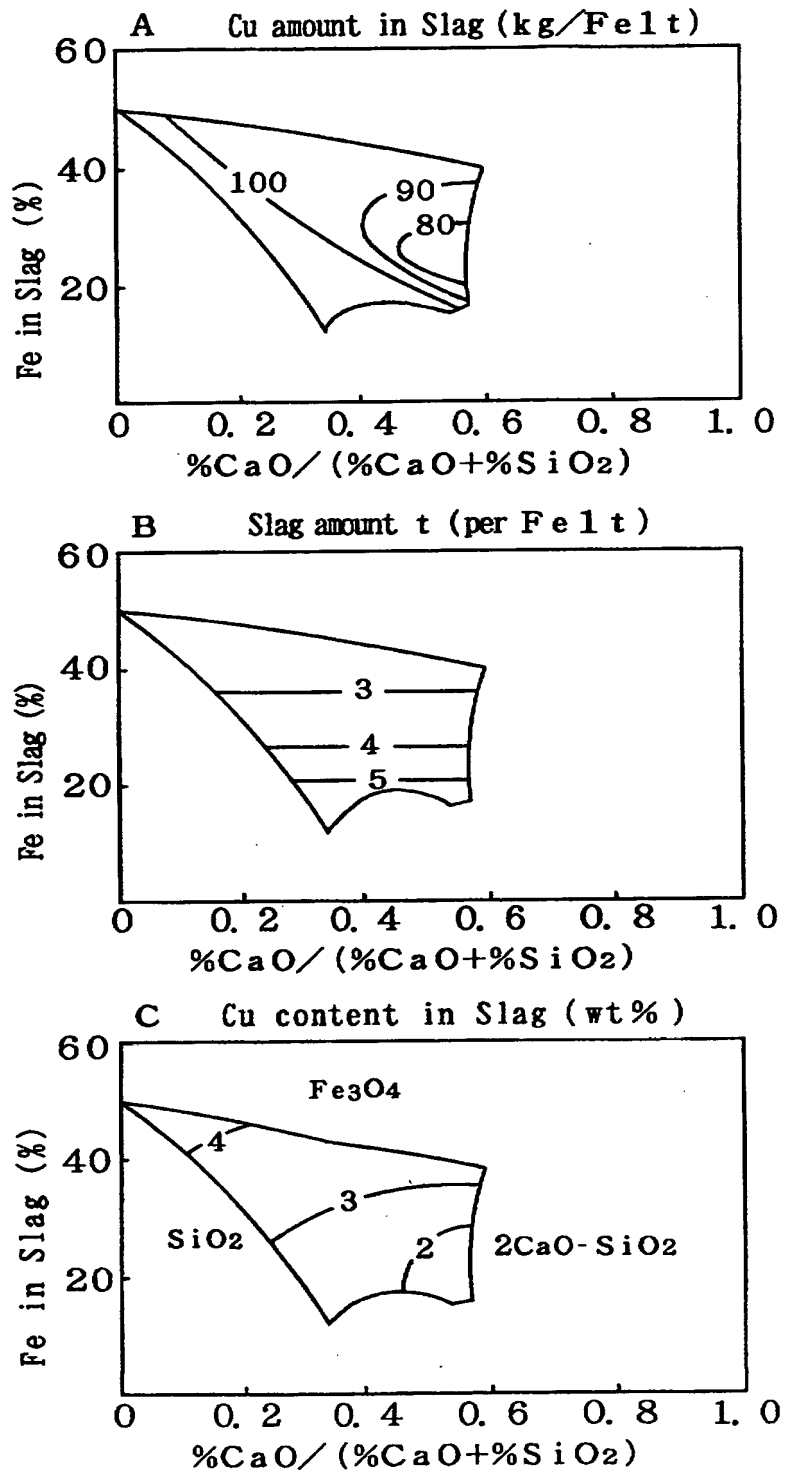 A Cu amount in Slag (kg/Fe1t)
60
40
20
Fe in Slag (%)
100
90
80
0 0.2 0.4 0.6 0.8 1.0
%CaO/(%CaO+%SiO2)
B Slag amount t (per Fe1t)
60
40
20
Fe in Slag (%)
3
4
5
0 0.2 0.4 0.6 0.8 1.0
%CaO/(%CaO+%SiO2)
C Cu content in Slag (wt%)
60
40
20
Fe in Slag (%)
Fe3O4
4
3
SiO2
2
2CaO-SiO2
0 0.2 0.4 0.6 0.8 1.0
%CaO/(%CaO+%SiO2)